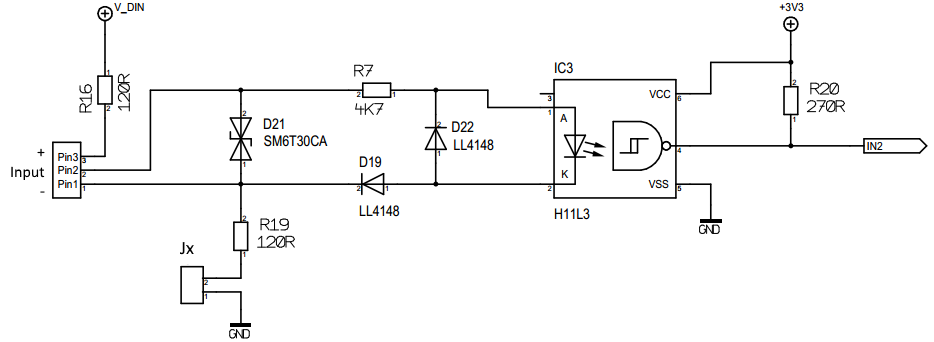 V_DIN
+3V3
R16
120R
1
2
R7
2
1
4K7
IC3
3
VCC
6
2
R20
270R
1
D21
SM6T30CA
2
1
2
D22
LL4148
1
1
A
4
IN2
+
Input
-
Pin3
3
Pin2
2
Pin1
1
D19
2
1
LL4148
K
2
VSS
5
H11L3
GND
2
R19
120R
1
Jx
2
1
GND